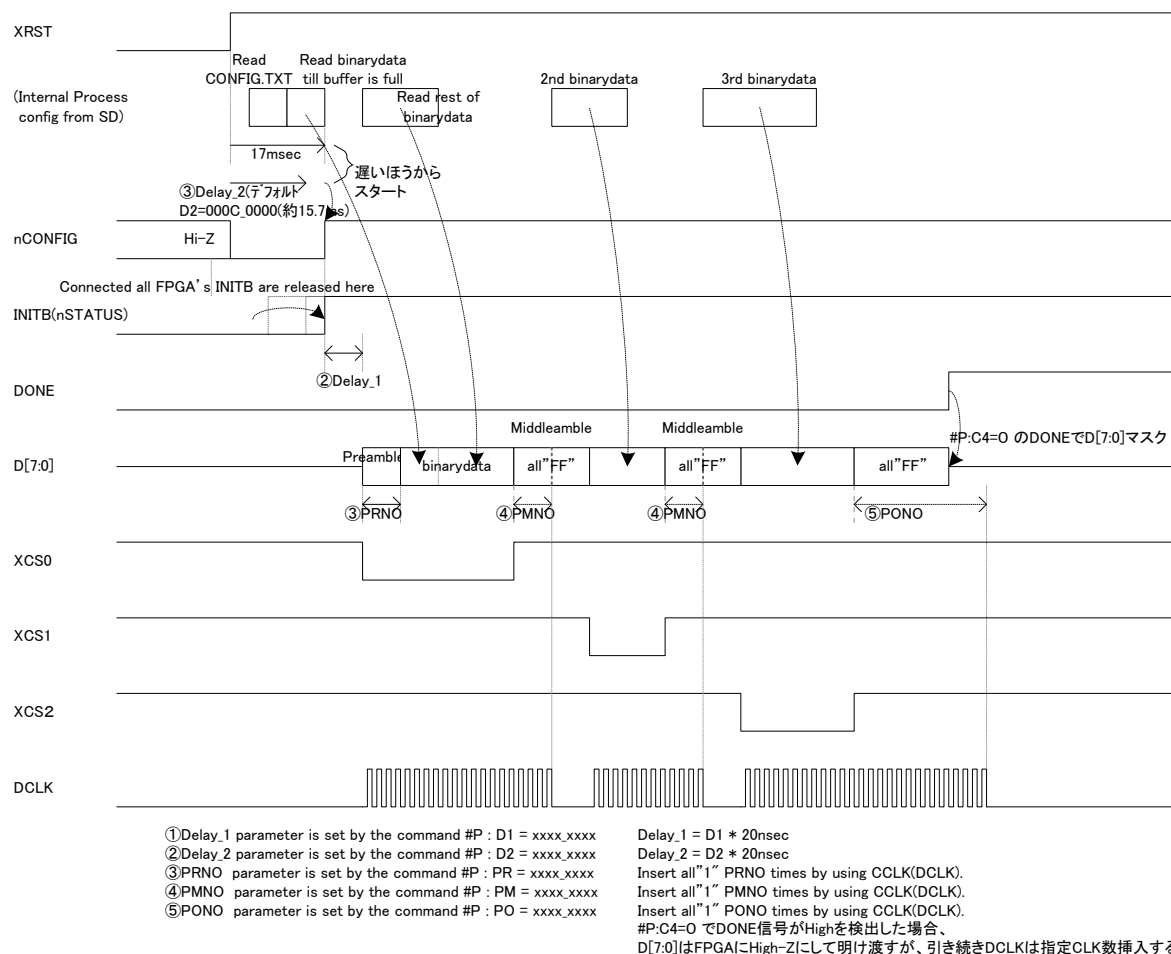 XRST
Read
CONFIG.TXT
Read binarydata
till buffer is full
2nd binarydata
3rd binarydata
(Internal Process
config from SD)
Read rest of
binarydata
17msec
遅いほうから
スタート
③Delay_2(ﾃﾞﾌｫﾙﾄ
D2=000C_0000(約15.7ms)
nCONFIG
Hi-Z
Connected all FPGA's INITB are released here
INITB(nSTATUS)
②Delay_1
DONE
Middleamble
Middleamble
#P:C4=O のDONEでD[7:0]マスク
D[7:0]
Preamble
binarydata
all"FF"
all"FF"
all"FF"
③PRNO
④PMNO
④PMNO
⑤PONO
XCS0
XCS1
XCS2
DCLK
①Delay_1 parameter is set by the command #P : D1 = xxxx_xxxx Delay_1 = D1 * 20nsec
②Delay_2 parameter is set by the command #P : D2 = xxxx_xxxx Delay_2 = D2 * 20nsec
③PRNO parameter is set by the command #P : PR = xxxx_xxxx Insert all"1" PRNO times by using CCLK(DCLK).
④PMNO parameter is set by the command #P : PM = xxxx_xxxx Insert all"1" PMNO times by using CCLK(DCLK).
⑤PONO parameter is set by the command #P : PO = xxxx_xxxx Insert all"1" PONO times by using CCLK(DCLK).
#P:C4=O でDONE信号がHighを検出した場合、
D[7:0]はFPGAにHigh-Zにして明け渡すが、引き続きDCLKは指定CLK数挿入する